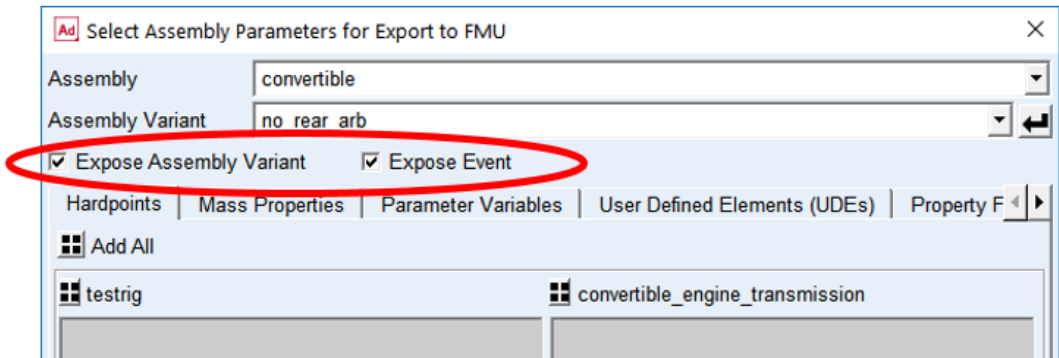 Ad Select Assembly Parameters for Export to FMU
Assembly convertible
Assembly Variant no_rear_arb
Expose Assembly Variant Expose Event
Hardpoints Mass Properties Parameter Variables User Defined Elements (UDEs) Property F
Add All
testrig convertible_engine_transmission